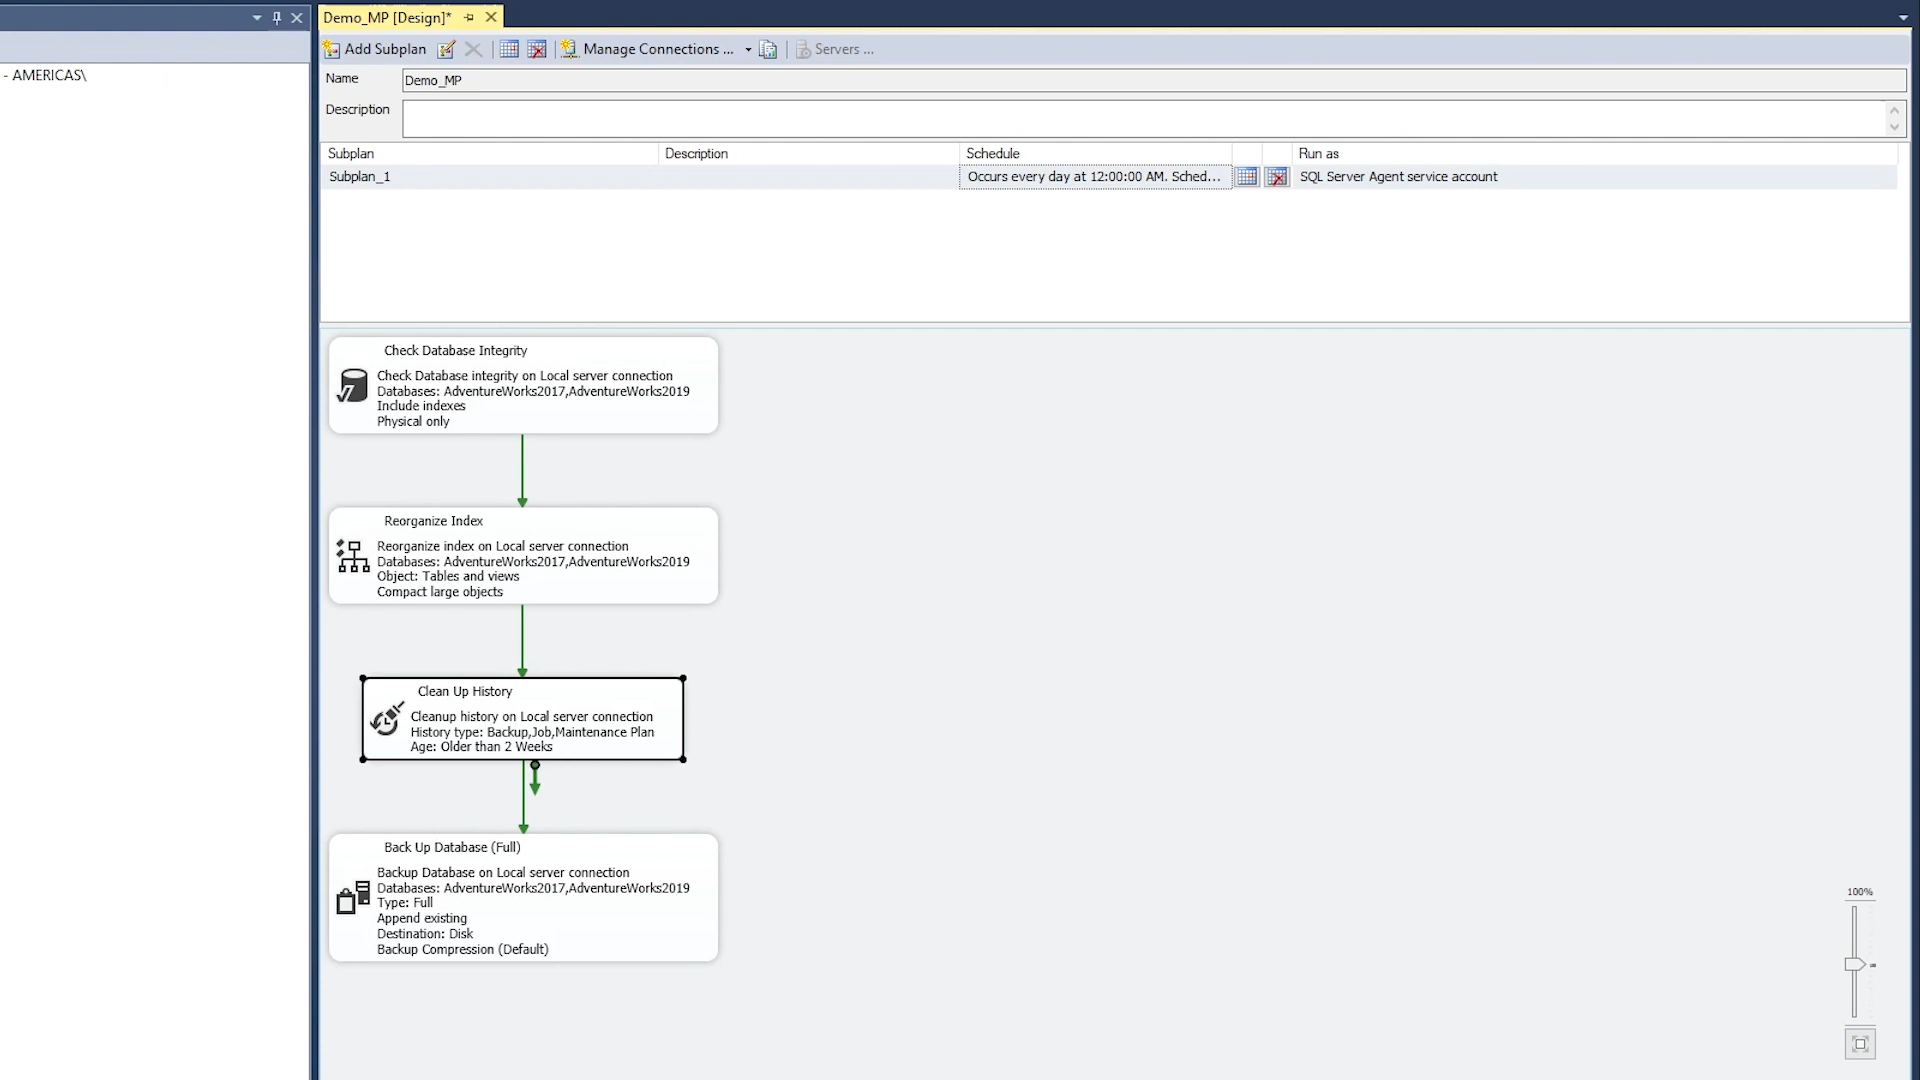 Demo_MP [Design]*
Add Subplan
Manage Connections ...
Servers ...
- AMERICAS\
Name
Demo_MP
Description
Subplan
Description
Schedule
Run as
Subplan_1
Occurs every day at 12:00:00 AM. Sched...
SQL Server Agent service account
Check Database Integrity
Check Database integrity on Local server connection
Databases: AdventureWorks2017,AdventureWorks2019
Include indexes
Physical only
Reorganize Index
Reorganize index on Local server connection
Databases: AdventureWorks2017,AdventureWorks2019
Object: Tables and views
Compact large objects
Clean Up History
Cleanup history on Local server connection
History type: Backup,Job,Maintenance Plan
Age: Older than 2 Weeks
Back Up Database (Full)
Backup Database on Local server connection
Databases: AdventureWorks2017,AdventureWorks2019
Type: Full
Append existing
Destination: Disk
Backup Compression (Default)
100%